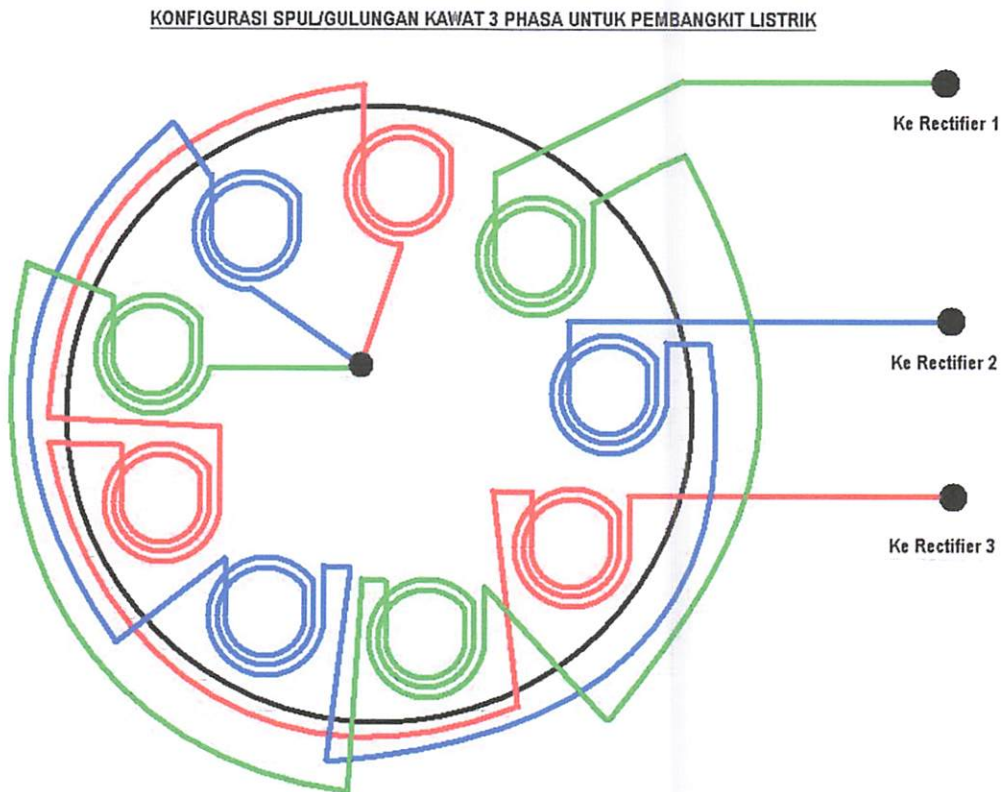 KONFIGURASI SPUL/GULUNGAN KAWAT 3 PHASA UNTUK PEMBANGKIT LISTRIK
Ke Rectifier 1
Ke Rectifier 2
Ke Rectifier 3